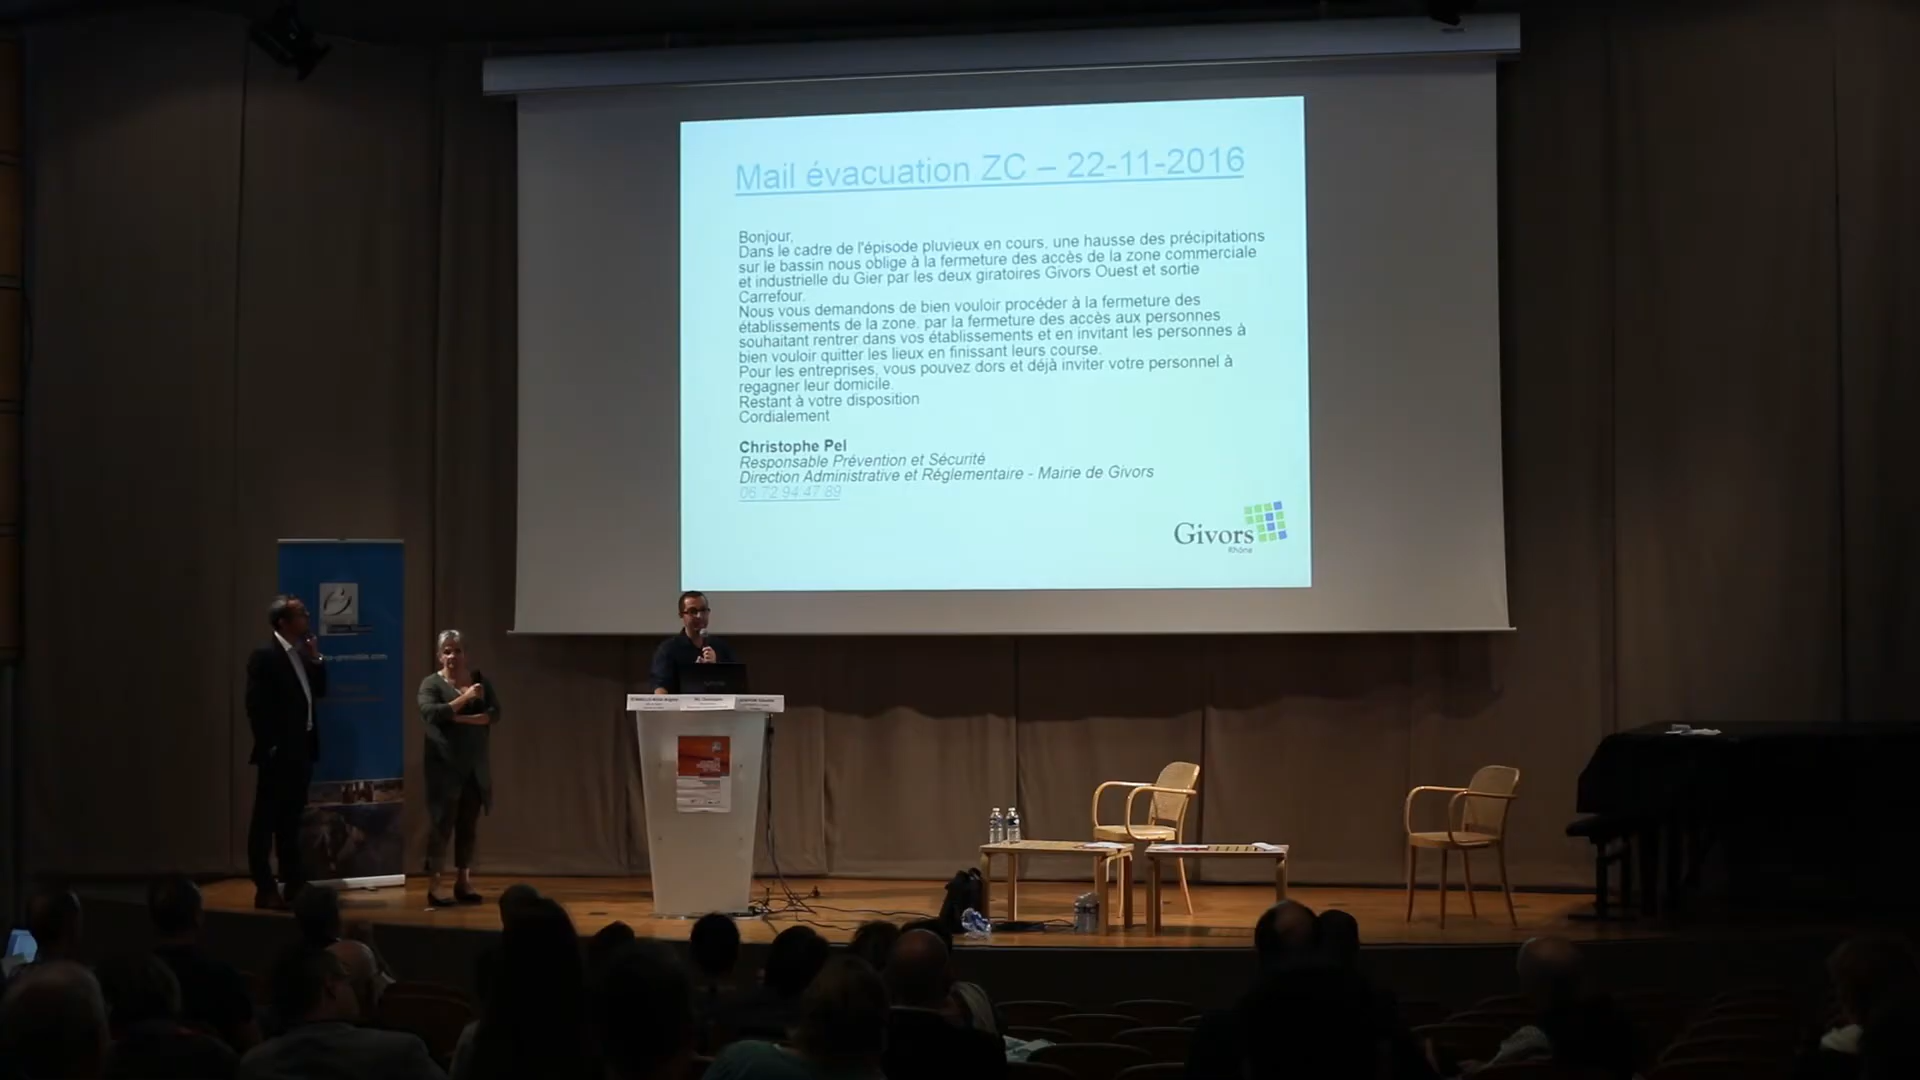 Mail évacuation ZC – 22-11-2016
Bonjour,
Dans le cadre de l'épisode pluvieux en cours, une hausse des précipitations
sur le bassin nous oblige à la fermeture des accès de la zone commerciale
et industrielle du Gier par les deux giratoires Givors Ouest et sortie
Carrefour.
Nous vous demandons de bien vouloir procéder à la fermeture des
établissements de la zone, par la fermeture des accès aux personnes
souhaitant rentrer dans vos établissements et en invitant les personnes à
bien vouloir quitter les lieux en finissant leurs course.
Pour les entreprises, vous pouvez dors et déjà inviter votre personnel à
regagner leur domicile.
Restant à votre disposition
Cordialement
Christophe Pel
Responsable Prévention et Sécurité
Direction Administrative et Réglementaire - Mairie de Givors
06 72 94 47 89
Givors
Rhône